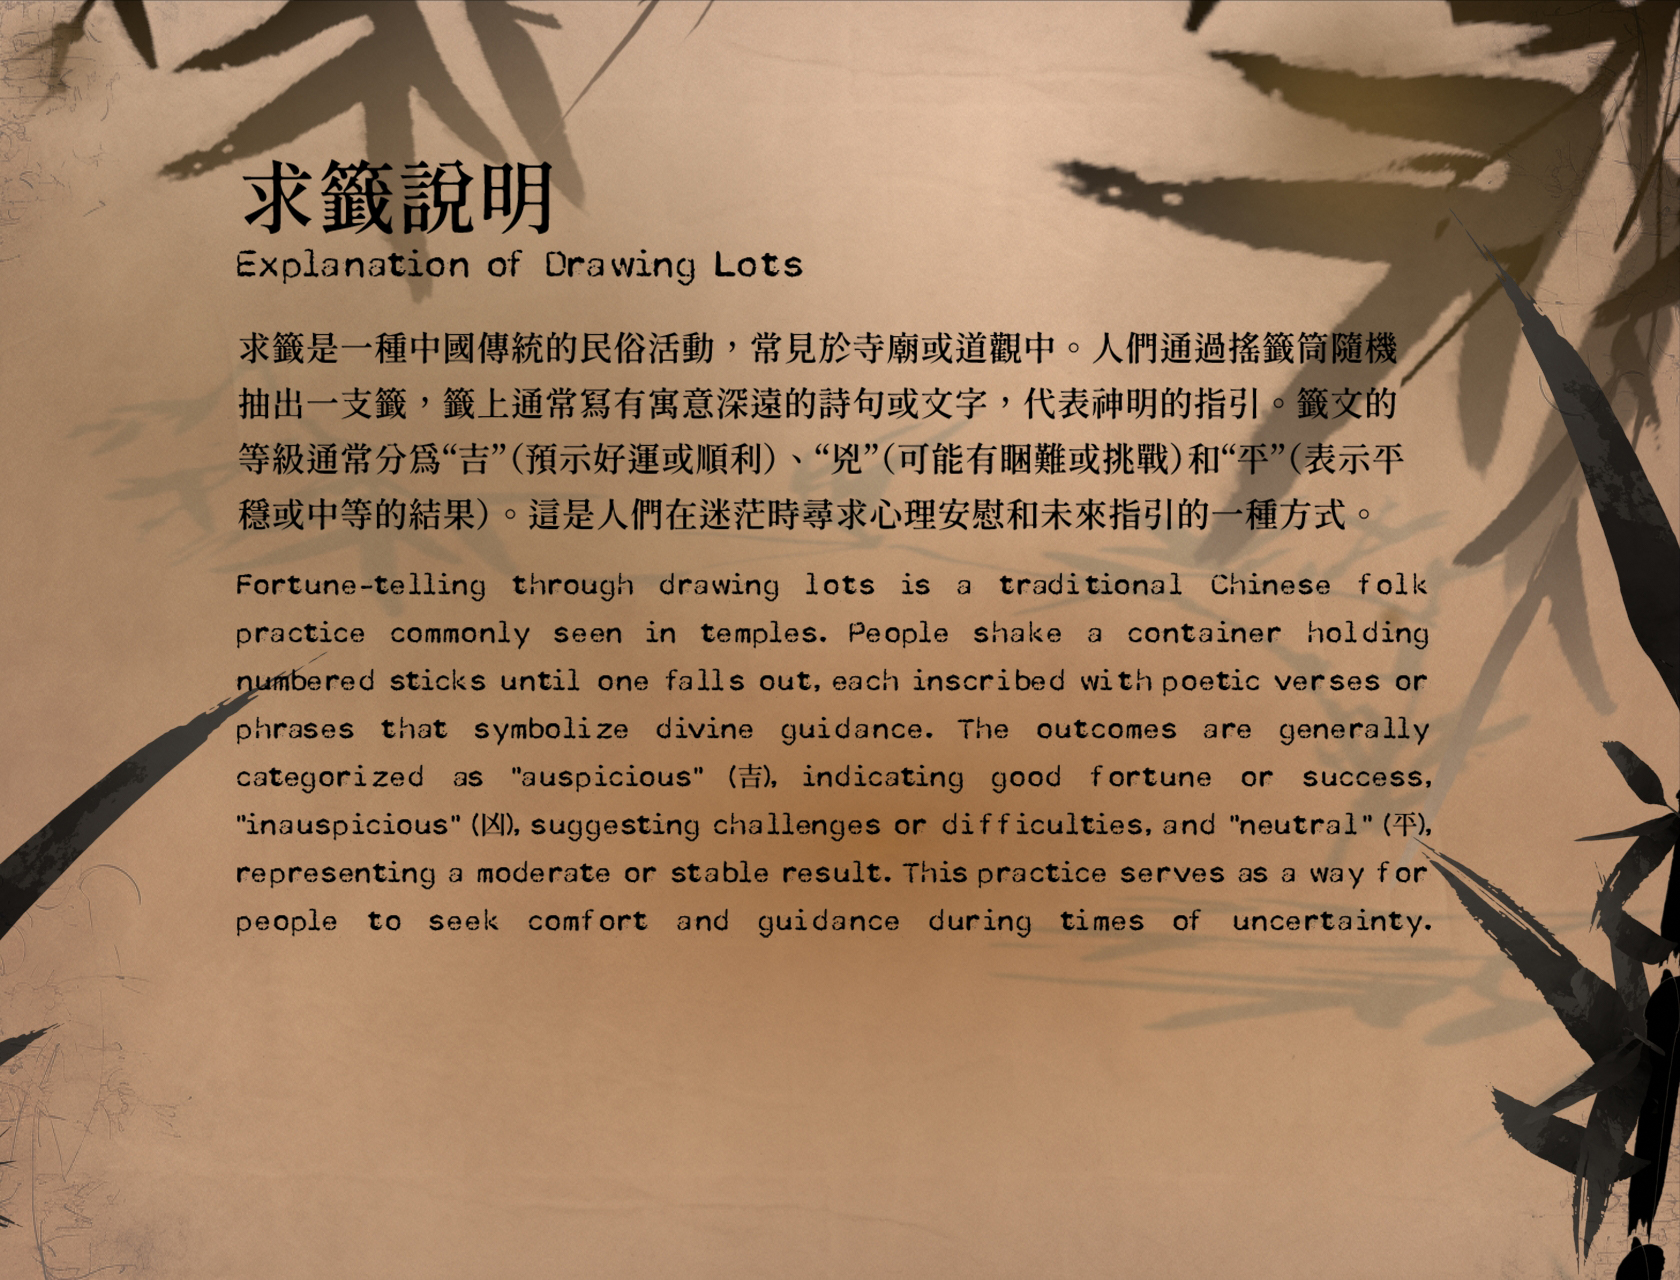 求籤說明
Explanation of Drawing Lots
求籤是一種中國傳統的民俗活動，常見於寺廟或道觀中。人們通過搖籤筒隨機
抽出一支籤，籤上通常寫有寓意深遠的詩句或文字，代表神明的指引。籤文的
等級通常分爲“吉”(預示好運或順利)、“兇”(可能有睏難或挑戰)和“平”(表示平
穩或中等的結果)。這是人們在迷茫時尋求心理安慰和未來指引的一種方式。
Fortune-telling through drawing lots is a traditional Chinese folk
practice commonly seen in temples. People shake a container holding
numbered sticks until one falls out, each inscribed with poetic verses or
phrases that symbolize divine guidance. The outcomes are generally
categorized as "auspicious" (吉), indicating good fortune or success,
"inauspicious" (凶), suggesting challenges or difficulties, and "neutral" (平),
representing a moderate or stable result. This practice serves as a way for
people to seek comfort and guidance during times of uncertainty.